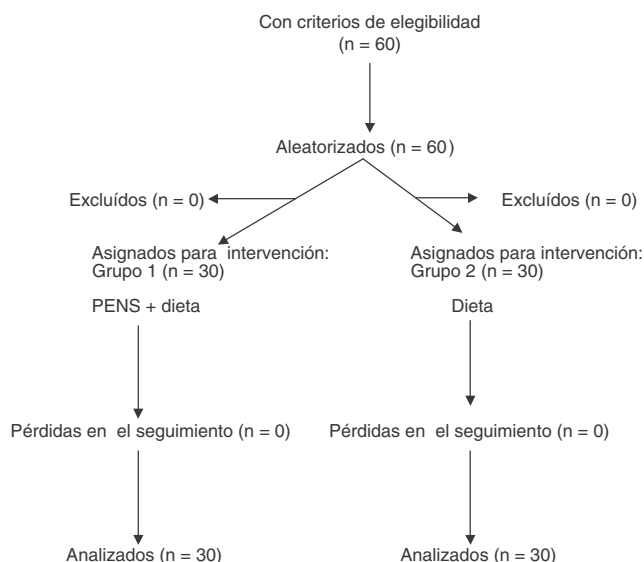 Con criterios de elegibilidad
(n = 60)
Aleatorizados (n = 60)
Excluídos (n = 0)
Excluídos (n = 0)
Asignados para intervención:
Grupo 1 (n = 30)
Asignados para intervención:
Grupo 2 (n = 30)
PENS + dieta
Dieta
Pérdidas en el seguimiento (n = 0)
Pérdidas en el seguimiento (n = 0)
Analizados (n = 30)
Analizados (n = 30)